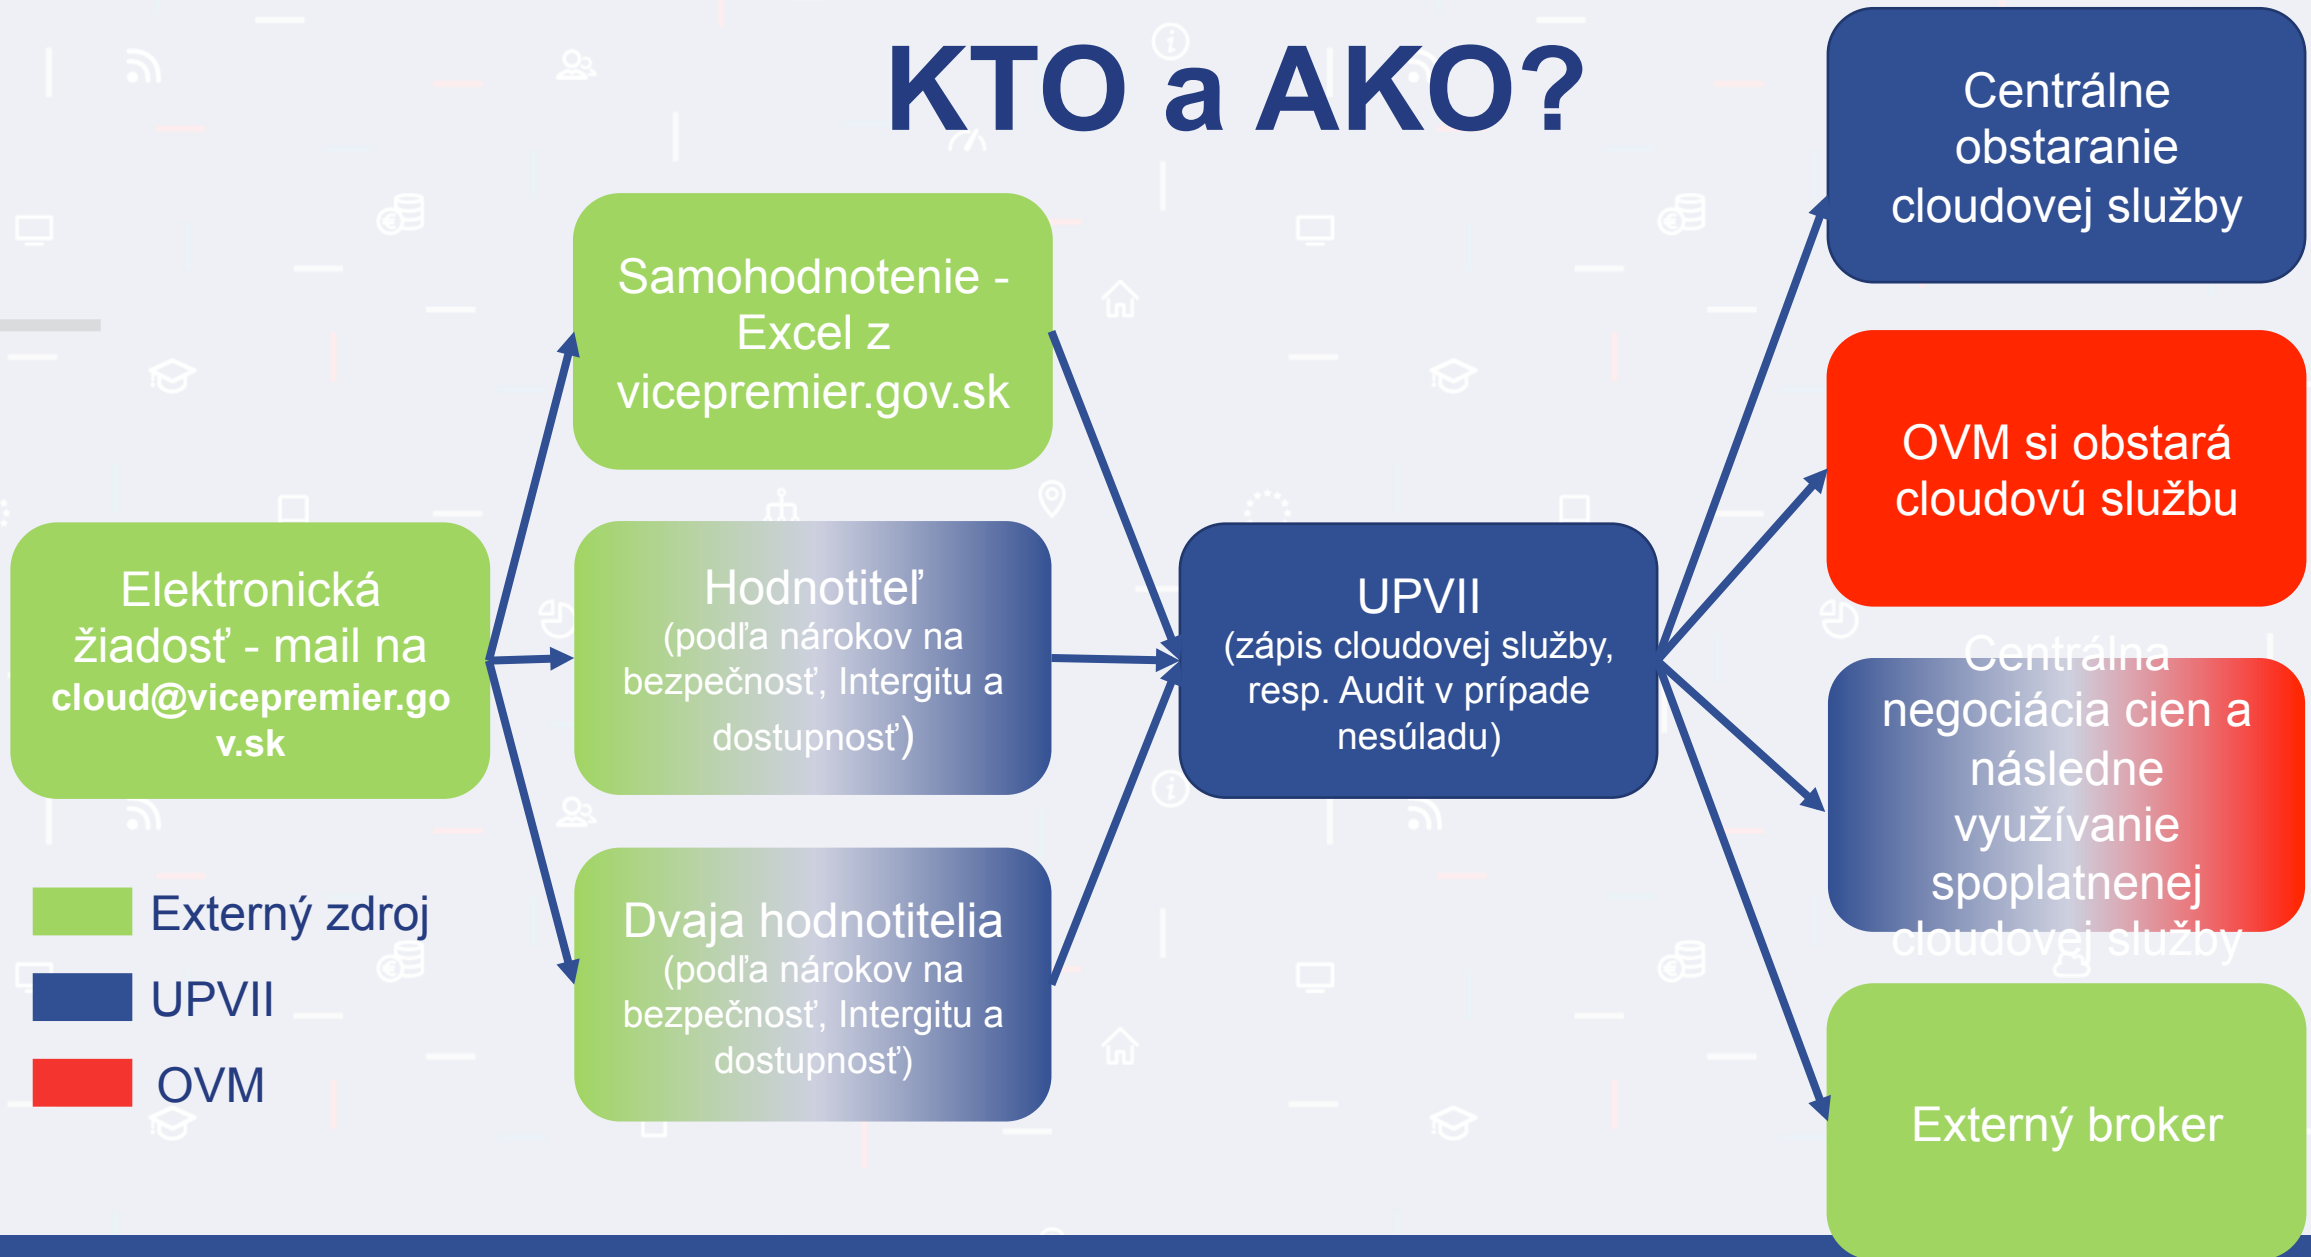 KTO a AKO?
Elektronická
žiadosť - mail na
cloud@vicepremier.go
v.sk
Samohodnotenie -
Excel z
vicepremier.gov.sk
Hodnotiteľ
(podľa nárokov na
bezpečnosť, Intergitu a
dostupnosť)
Dvaja hodnotitelia
(podľa nárokov na
bezpečnosť, Intergitu a
dostupnosť)
UPVII
(zápis cloudovej služby,
resp. Audit v prípade
nesúladu)
Centrálne
obstaranie
cloudovej služby
OVM si obstará
cloudovú službu
Centrálna
negociácia cien a
následne
využívanie
spoplatnenej
cloudovej služby
Externý broker
Externý zdroj
UPVII
OVM